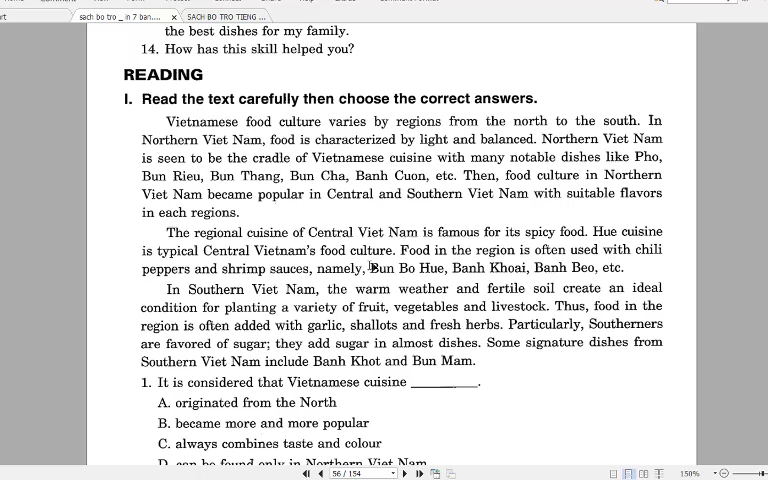 sach bo tro _ in 7 ban.... x SACH BO TRO TIENG ...
the best dishes for my family.
14. How has this skill helped you?
READING
I. Read the text carefully then choose the correct answers.
Vietnamese food culture varies by regions from the north to the south. In
Northern Viet Nam, food is characterized by light and balanced. Northern Viet Nam
is seen to be the cradle of Vietnamese cuisine with many notable dishes like Pho,
Bun Rieu, Bun Thang, Bun Cha, Banh Cuon, etc. Then, food culture in Northern
Viet Nam became popular in Central and Southern Viet Nam with suitable flavors
in each regions.
The regional cuisine of Central Viet Nam is famous for its spicy food. Hue cuisine
is typical Central Vietnam's food culture. Food in the region is often used with chili
peppers and shrimp sauces, namely, Bun Bo Hue, Banh Khoai, Banh Beo, etc.
In Southern Viet Nam, the warm weather and fertile soil create an ideal
condition for planting a variety of fruit, vegetables and livestock. Thus, food in the
region is often added with garlic, shallots and fresh herbs. Particularly, Southerners
are favored of sugar; they add sugar in almost dishes. Some signature dishes from
Southern Viet Nam include Banh Khot and Bun Mam.
1. It is considered that Vietnamese cuisine __________.
A. originated from the North
B. became more and more popular
C. always combines taste and colour
D. can be found only in Northern Viet Nam
56 / 154
150%